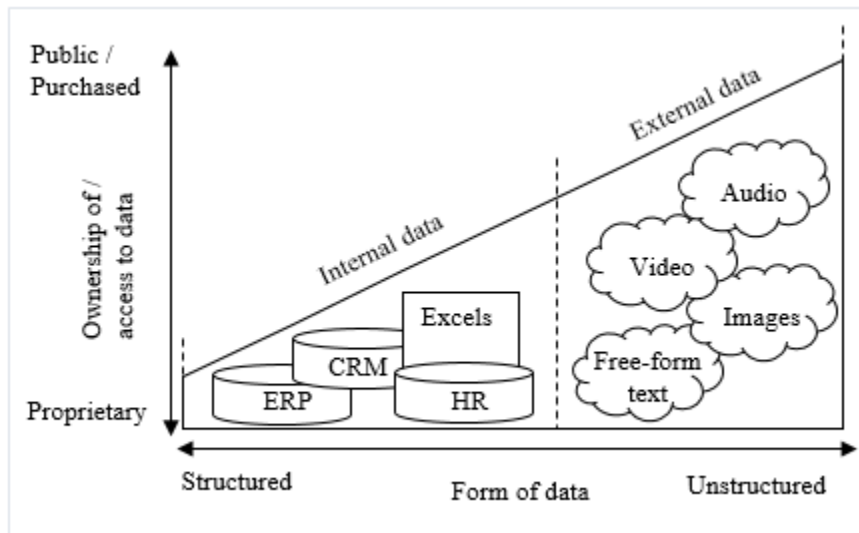 Public /
Purchased
External data
Audio
Ownership of /
access to data
Internal data
Video
Excels
Images
CRM
Free-form
text
ERP
HR
Proprietary
Structured
Form of data
Unstructured